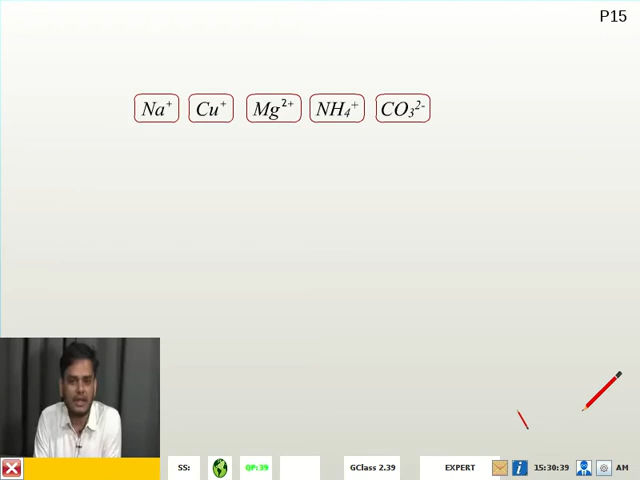 P15
Na⁺ Cu⁺ Mg²⁺ NH₄⁺ CO₃²⁻
SS: QP:39 GClass 2.39 EXPERT i 15:30:39 AM